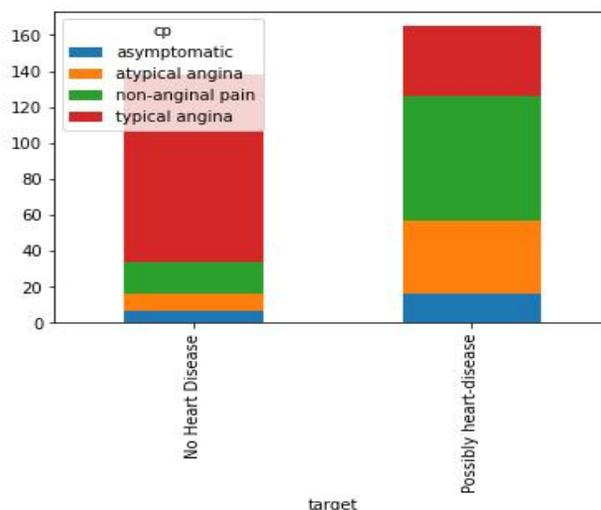 160
140
120
100
80
60
40
20
0
cp
asymptomatic
atypical angina
non-anginal pain
typical angina
No Heart Disease
Possibly heart-disease
target